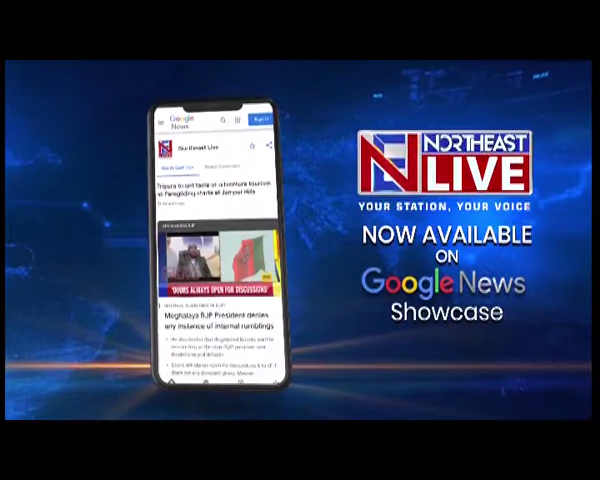 Google
News
Sign in
Northeast Live
Tripura to get taste of adventure tourism
as Paragliding starts at Jampui Hills
"DOORS ALWAYS OPEN FOR DISCUSSIONS"
Meghalaya BJP President denies
any instance of internal rumblings
NORTHEAST
NE LIVE
YOUR STATION, YOUR VOICE
NOW AVAILABLE
ON
Google News
Showcase